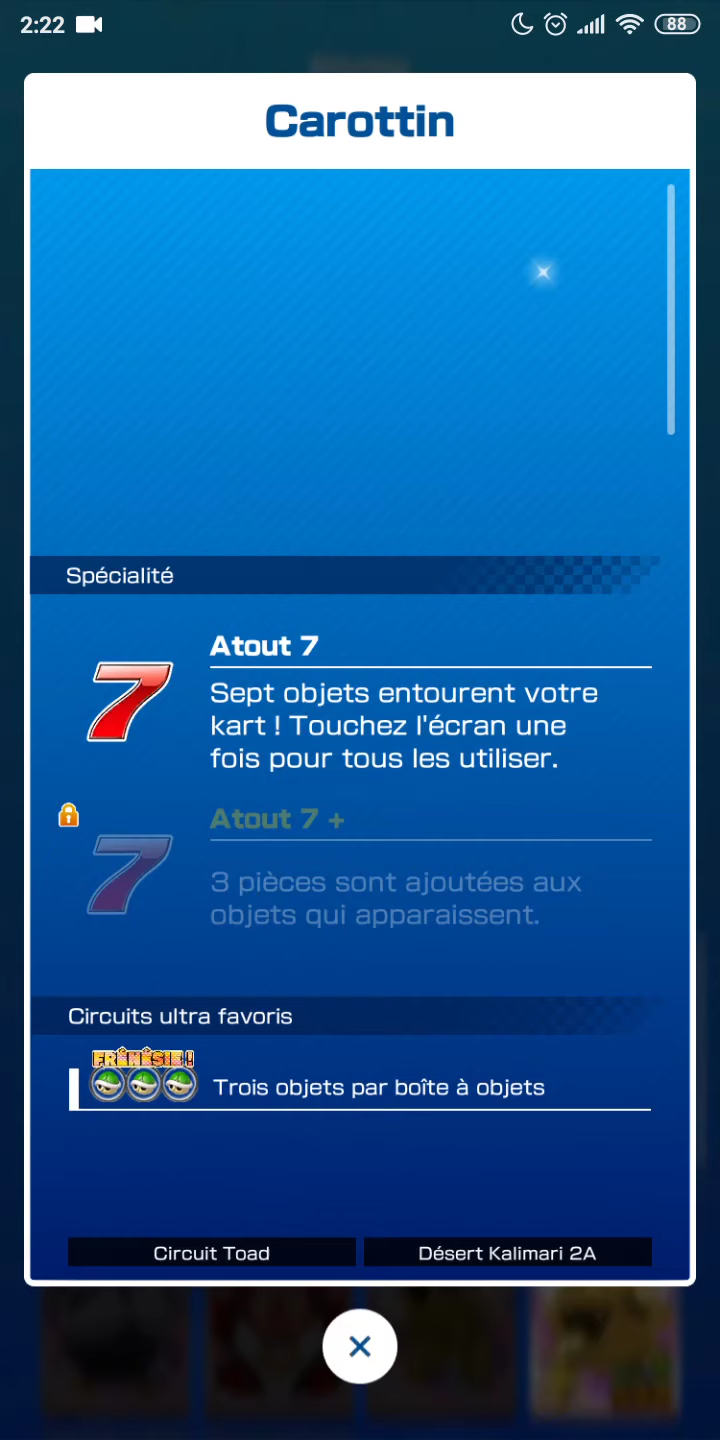 2:22
88
Carottin
Spécialité
Atout 7
7
Sept objets entourent votre
kart ! Touchez l'écran une
fois pour tous les utiliser.
Atout 7 +
7
3 pièces sont ajoutées aux
objets qui apparaissent.
Circuits ultra favoris
FRÉNÉSIE !
Trois objets par boîte à objets
Circuit Toad
Désert Kalimari 2A